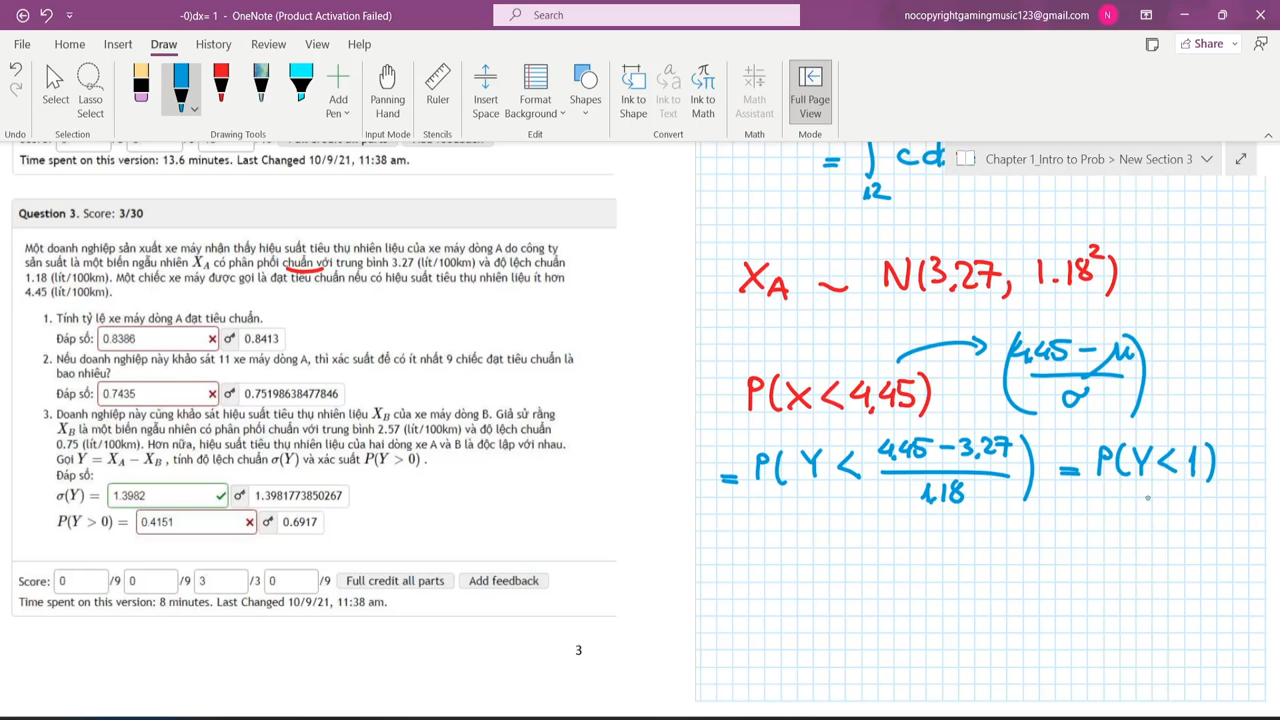 -0)dx= 1 - OneNote (Product Activation Failed)
Search
nocopyrightgamingmusic123@gmail.com
N
File Home Insert Draw History Review View Help
Share
Select
Lasso Select
Add Pen
Panning Hand
Ruler
Insert Space
Format Background
Shapes
Ink to Shape
Ink to Text
Ink to Math
Math Assistant
Full Page View
Undo
Selection
Drawing Tools
Input Mode
Stencils
Edit
Convert
Math
Mode
Time spent on this version: 13.6 minutes. Last Changed 10/9/21, 11:38 am.
Chapter 1_Intro to Prob > New Section 3
Question 3. Score: 3/30
Một doanh nghiệp sản xuất xe máy nhận thấy hiệu suất tiêu thụ nhiên liệu của xe máy dòng A do công ty
sản suất là một biến ngẫu nhiên X_A có phân phối chuẩn với trung bình 3.27 (lít/100km) và độ lệch chuẩn
1.18 (lít/100km). Một chiếc xe máy được gọi là đạt tiêu chuẩn nếu có hiệu suất tiêu thụ nhiên liệu ít hơn
4.45 (lít/100km).
1. Tính tỷ lệ xe máy dòng A đạt tiêu chuẩn.
Đáp số: 0.8386 0.8413
2. Nếu doanh nghiệp này khảo sát 11 xe máy dòng A, thì xác suất để có ít nhất 9 chiếc đạt tiêu chuẩn là
bao nhiêu?
Đáp số: 0.7435 0.75198638477846
3. Doanh nghiệp này cũng khảo sát hiệu suất tiêu thụ nhiên liệu X_B của xe máy dòng B. Giả sử rằng
X_B là một biến ngẫu nhiên có phân phối chuẩn với trung bình 2.57 (lít/100km) và độ lệch chuẩn
0.75 (lít/100km). Hơn nữa, hiệu suất tiêu thụ nhiên liệu của hai dòng xe A và B là độc lập với nhau.
Gọi Y = X_A − X_B, tính độ lệch chuẩn σ(Y) và xác suất P(Y > 0).
Đáp số:
σ(Y) = 1.3982 1.3981773850267
P(Y > 0) = 0.4151 0.6917
Score: 0 /9 0 /9 3 /3 0 /9 Full credit all parts Add feedback
Time spent on this version: 8 minutes. Last Changed 10/9/21, 11:38 am.
3
= ∫ cd
12
X_A ~ N(3,27, 1.18²)
P(X < 4,45) (4,45 − μ / σ)
= P(Y < 4,45 − 3,27 / 1,18) = P(Y < 1)